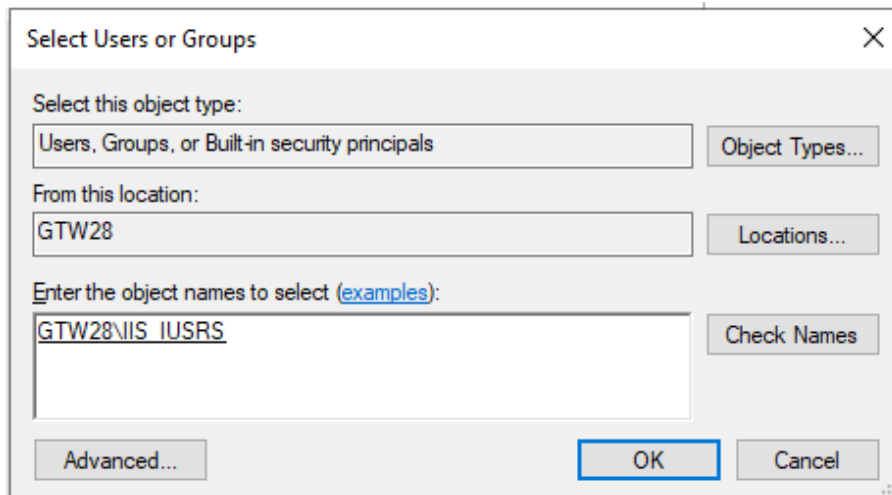 Select Users or Groups
Select this object type:
Users, Groups, or Built-in security principals
Object Types...
From this location:
GTW28
Locations...
Enter the object names to select (examples):
GTW28\IIS_IUSRS
Check Names
Advanced...
OK
Cancel